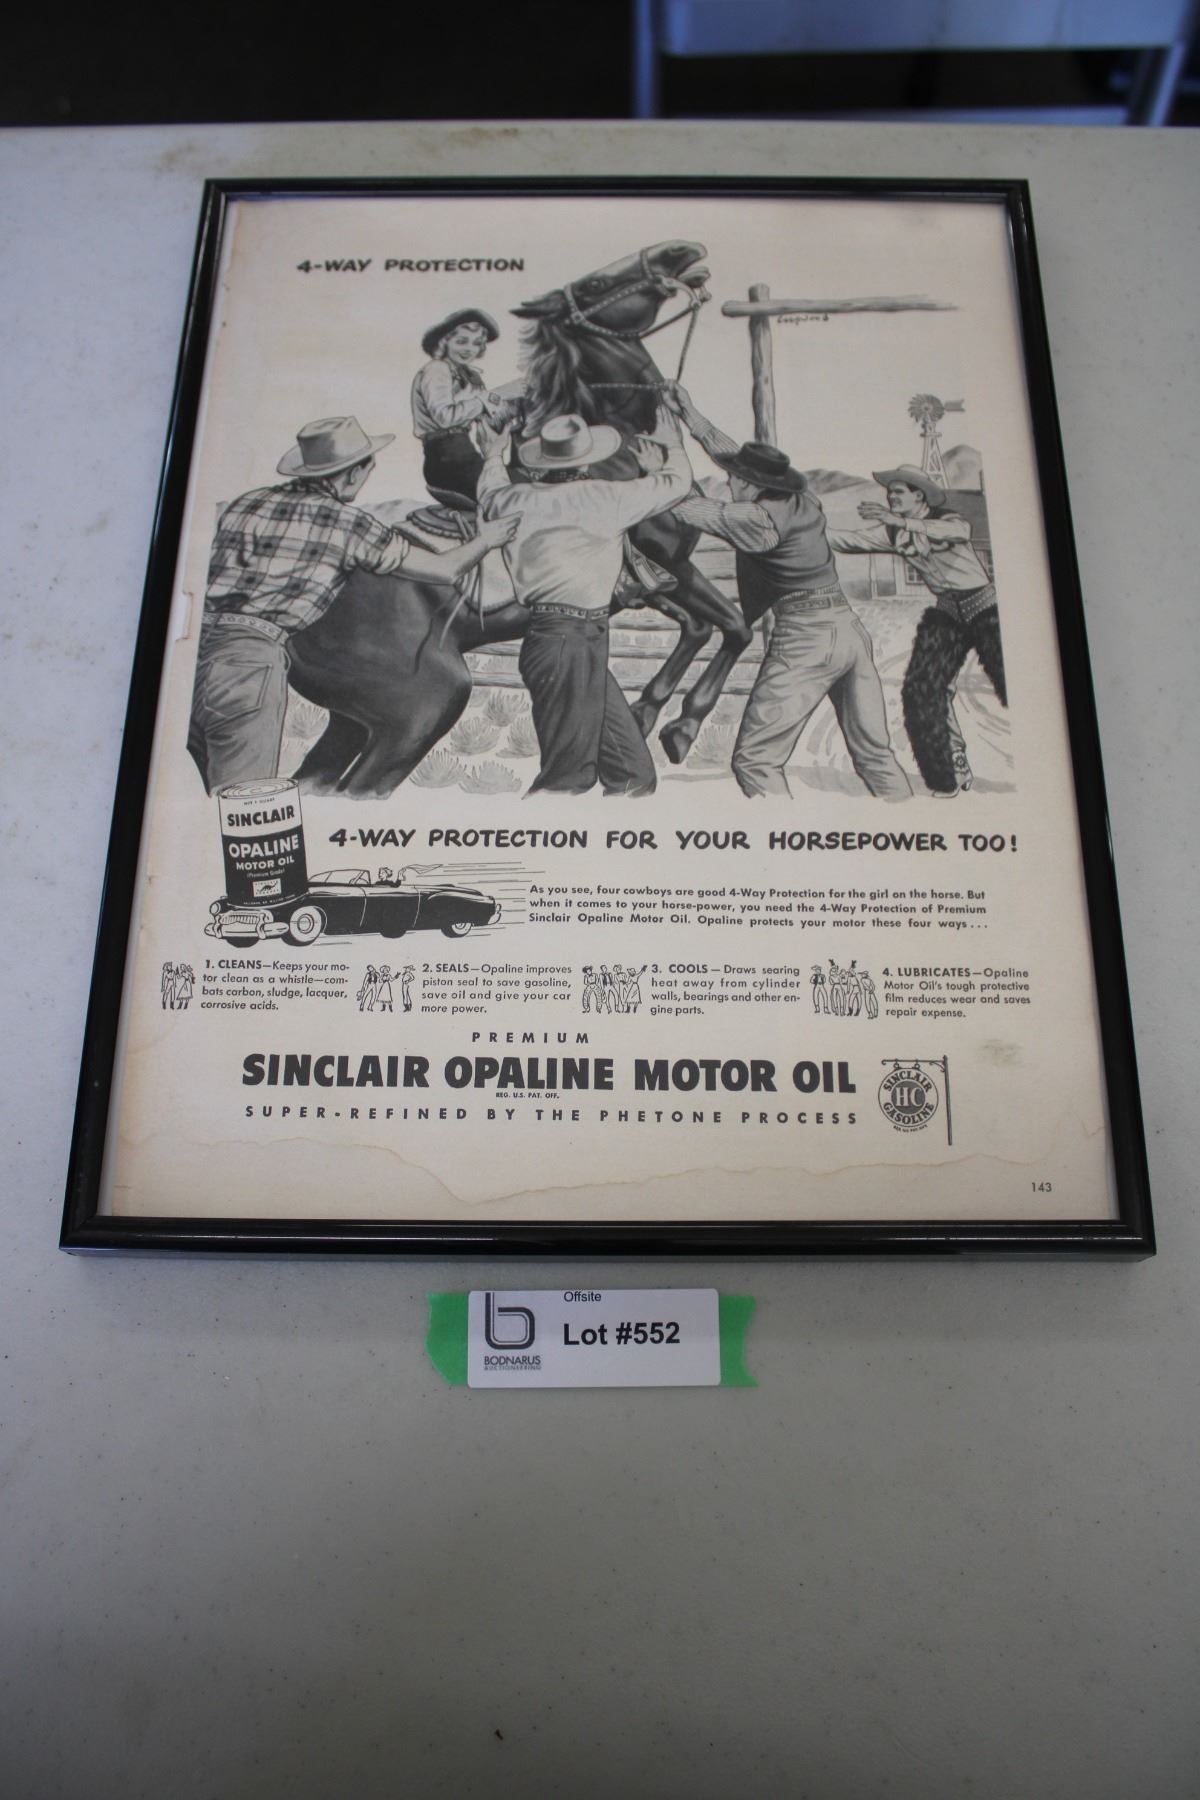 4-WAY PROTECTION
SINCLAIR
OPALINE
MOTOR OIL
(Premium Grade)
4-WAY PROTECTION FOR YOUR HORSEPOWER TOO!
As you see, four cowboys are good 4-Way Protection for the girl on the horse. But
when it comes to your horse-power, you need the 4-Way Protection of Premium
Sinclair Opaline Motor Oil. Opaline protects your motor these four ways...
1. CLEANS—Keeps your mo-
tor clean as a whistle—com-
bats carbon, sludge, lacquer,
corrosive acids.
2. SEALS—Opaline improves
piston seal to save gasoline,
save oil and give your car
more power.
3. COOLS—Draws searing
heat away from cylinder
walls, bearings and other en-
gine parts.
4. LUBRICATES—Opaline
Motor Oil's tough protective
film reduces wear and saves
repair expense.
PREMIUM
SINCLAIR OPALINE MOTOR OIL
REG. U.S. PAT. OFF.
SUPER-REFINED BY THE PHETONE PROCESS
SINCLAIR
HC
GASOLINE
143
Offsite
Lot #552
b
BODNARUS
AUCTIONEERING